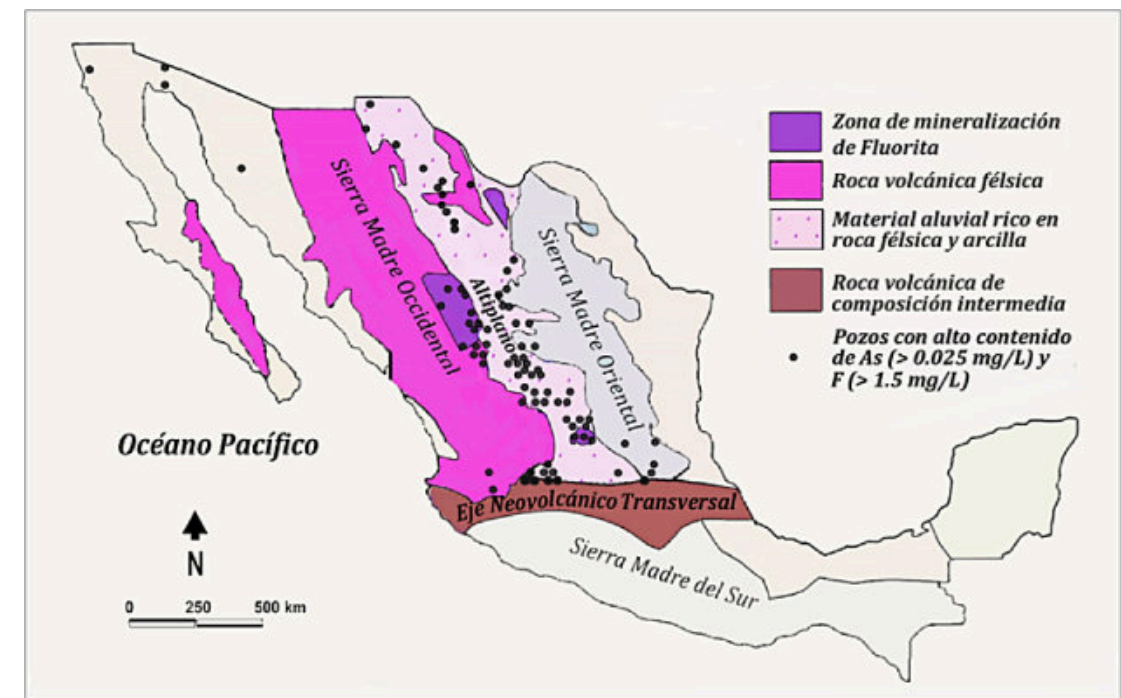 Zona de mineralización
de Fluorita
Roca volcánica félsica
Material aluvial rico en
roca félsica y arcilla
Roca volcánica de
composición intermedia
Pozos con alto contenido
de As (> 0.025 mg/L) y
F (> 1.5 mg/L)
Sierra Madre Occidental
Altiplano
Sierra Madre Oriental
Océano Pacífico
Eje Neovolcánico Transversal
Sierra Madre del Sur
N
0 250 500 km